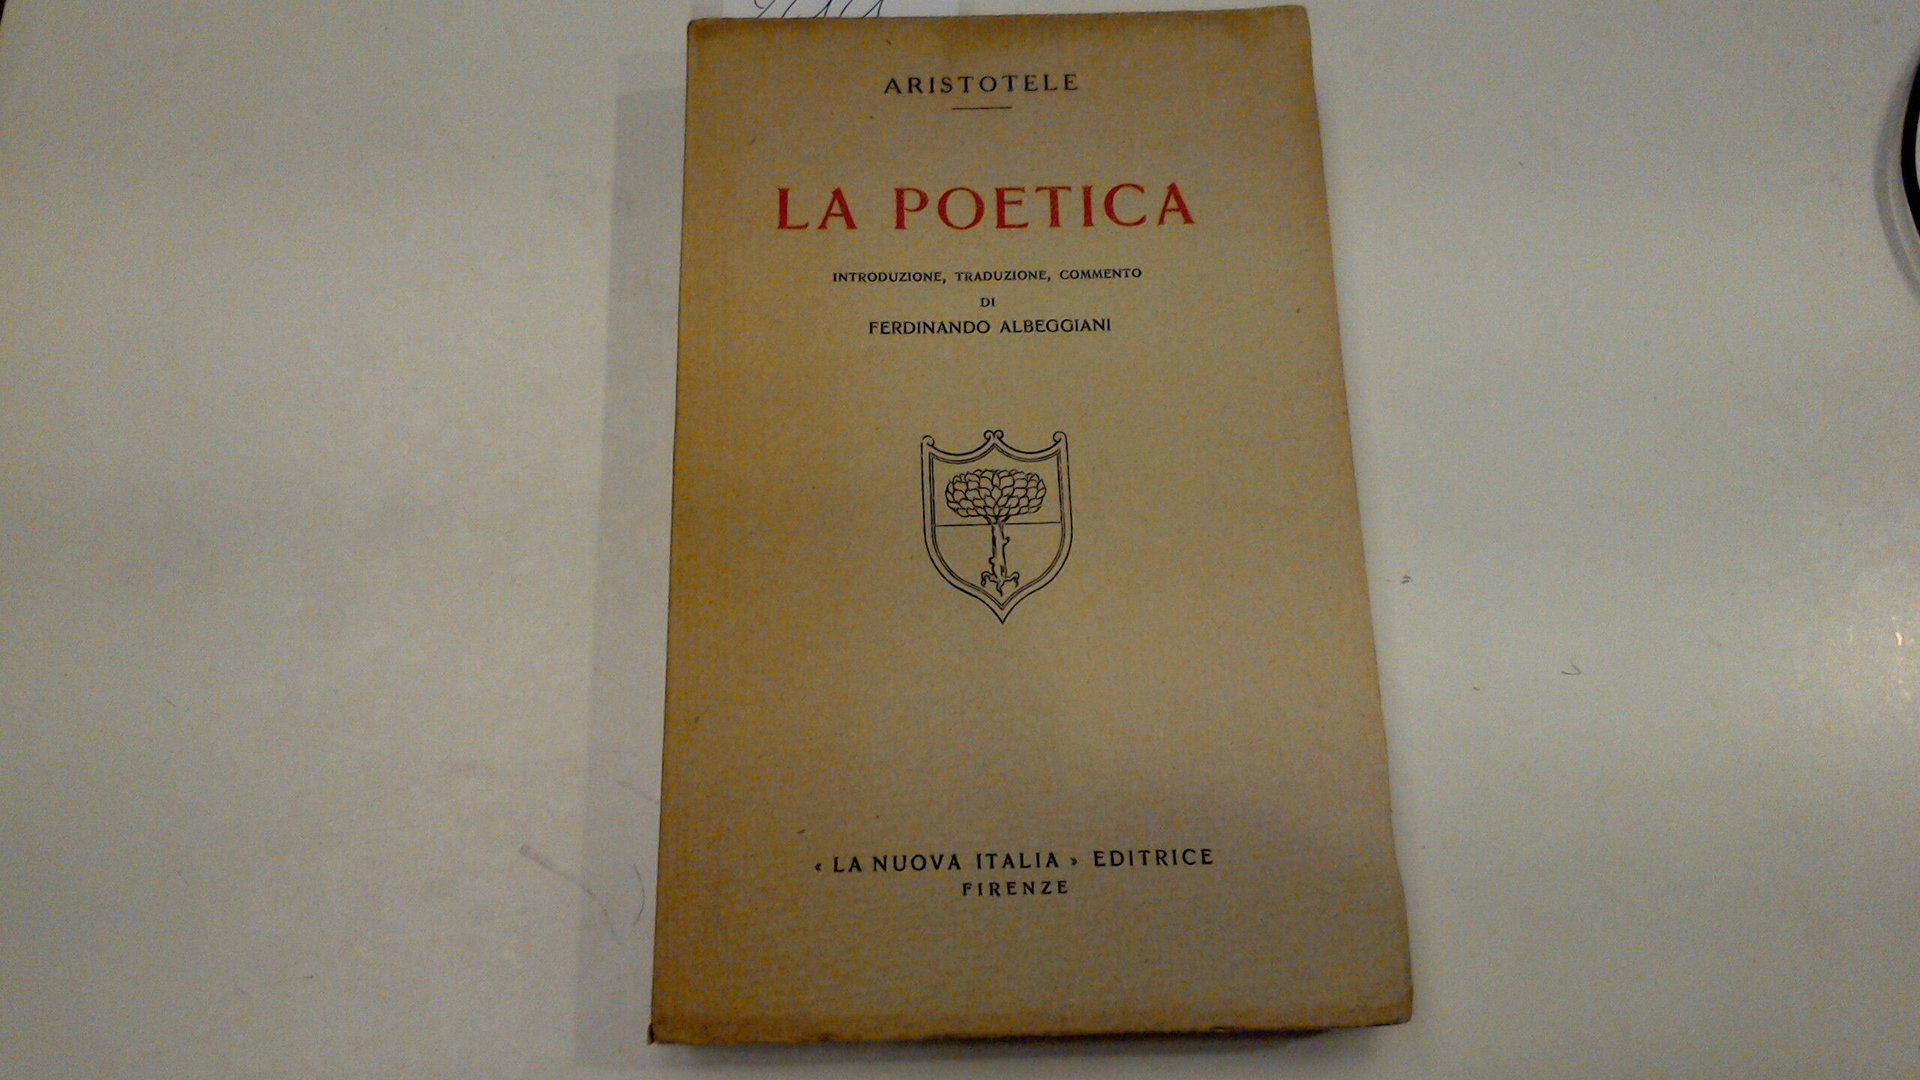 ARISTOTELE
LA POETICA
INTRODUZIONE, TRADUZIONE, COMMENTO
DI
FERDINANDO ALBEGGIANI
« LA NUOVA ITALIA » EDITRICE
FIRENZE